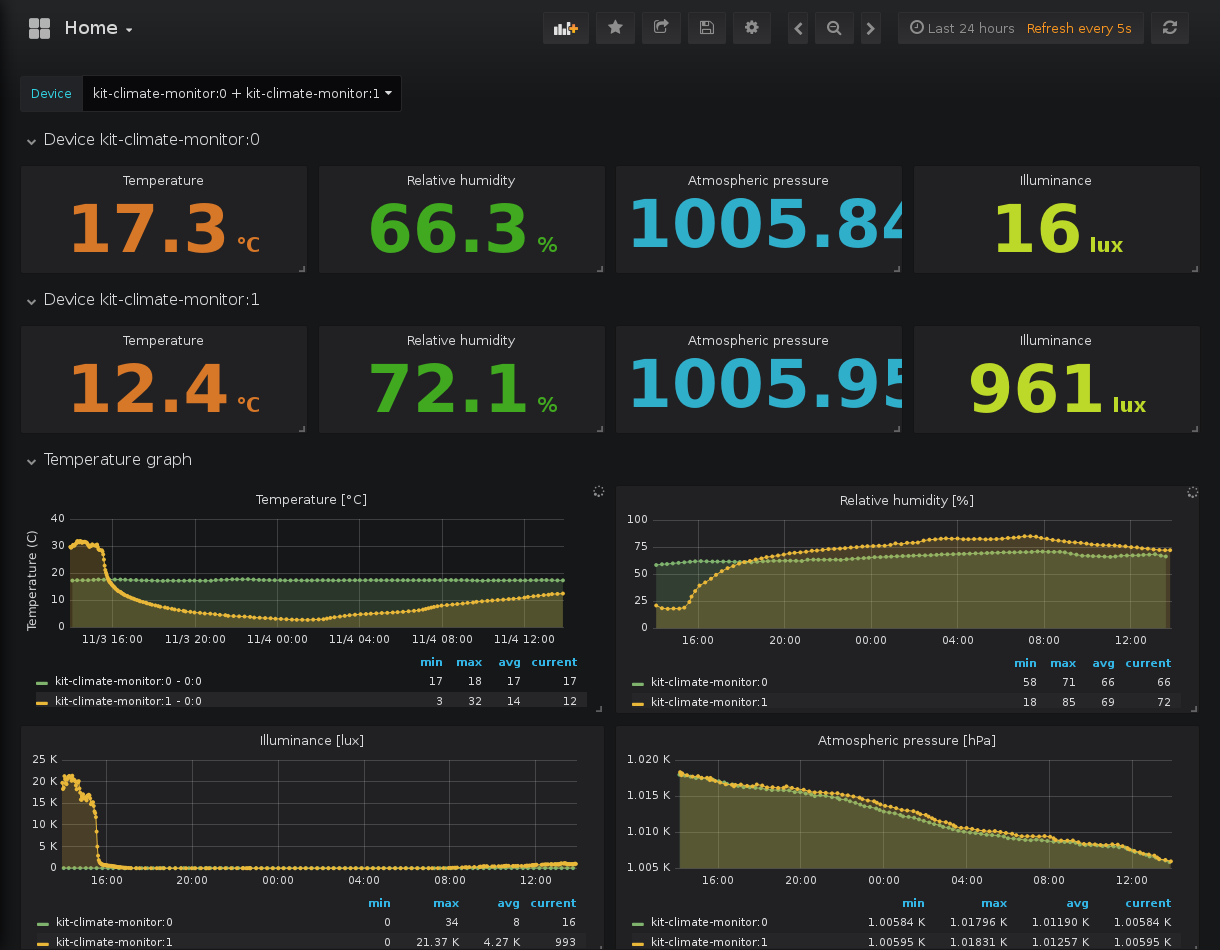 Home
Last 24 hours Refresh every 5s
Device kit-climate-monitor:0 + kit-climate-monitor:1
Device kit-climate-monitor:0
Temperature Relative humidity Atmospheric pressure Illuminance
17.3 °C 66.3 % 1005.84 16 lux
Device kit-climate-monitor:1
Temperature Relative humidity Atmospheric pressure Illuminance
12.4 °C 72.1 % 1005.95 961 lux
Temperature graph
Temperature [°C]
Temperature (C)
40
30
20
10
0
11/3 16:00 11/3 20:00 11/4 00:00 11/4 04:00 11/4 08:00 11/4 12:00
min max avg current
kit-climate-monitor:0 - 0:0 17 18 17 17
kit-climate-monitor:1 - 0:0 3 32 14 12
Relative humidity [%]
100
75
50
25
0
16:00 20:00 00:00 04:00 08:00 12:00
min max avg current
kit-climate-monitor:0 58 71 66 66
kit-climate-monitor:1 18 85 69 72
Illuminance [lux]
25 K
20 K
15 K
10 K
5 K
0
16:00 20:00 00:00 04:00 08:00 12:00
min max avg current
kit-climate-monitor:0 0 34 8 16
kit-climate-monitor:1 0 21.37 K 4.27 K 993
Atmospheric pressure [hPa]
1.020 K
1.015 K
1.010 K
1.005 K
16:00 20:00 00:00 04:00 08:00 12:00
min max avg current
kit-climate-monitor:0 1.00584 K 1.01796 K 1.01190 K 1.00584 K
kit-climate-monitor:1 1.00595 K 1.01831 K 1.01257 K 1.00595 K